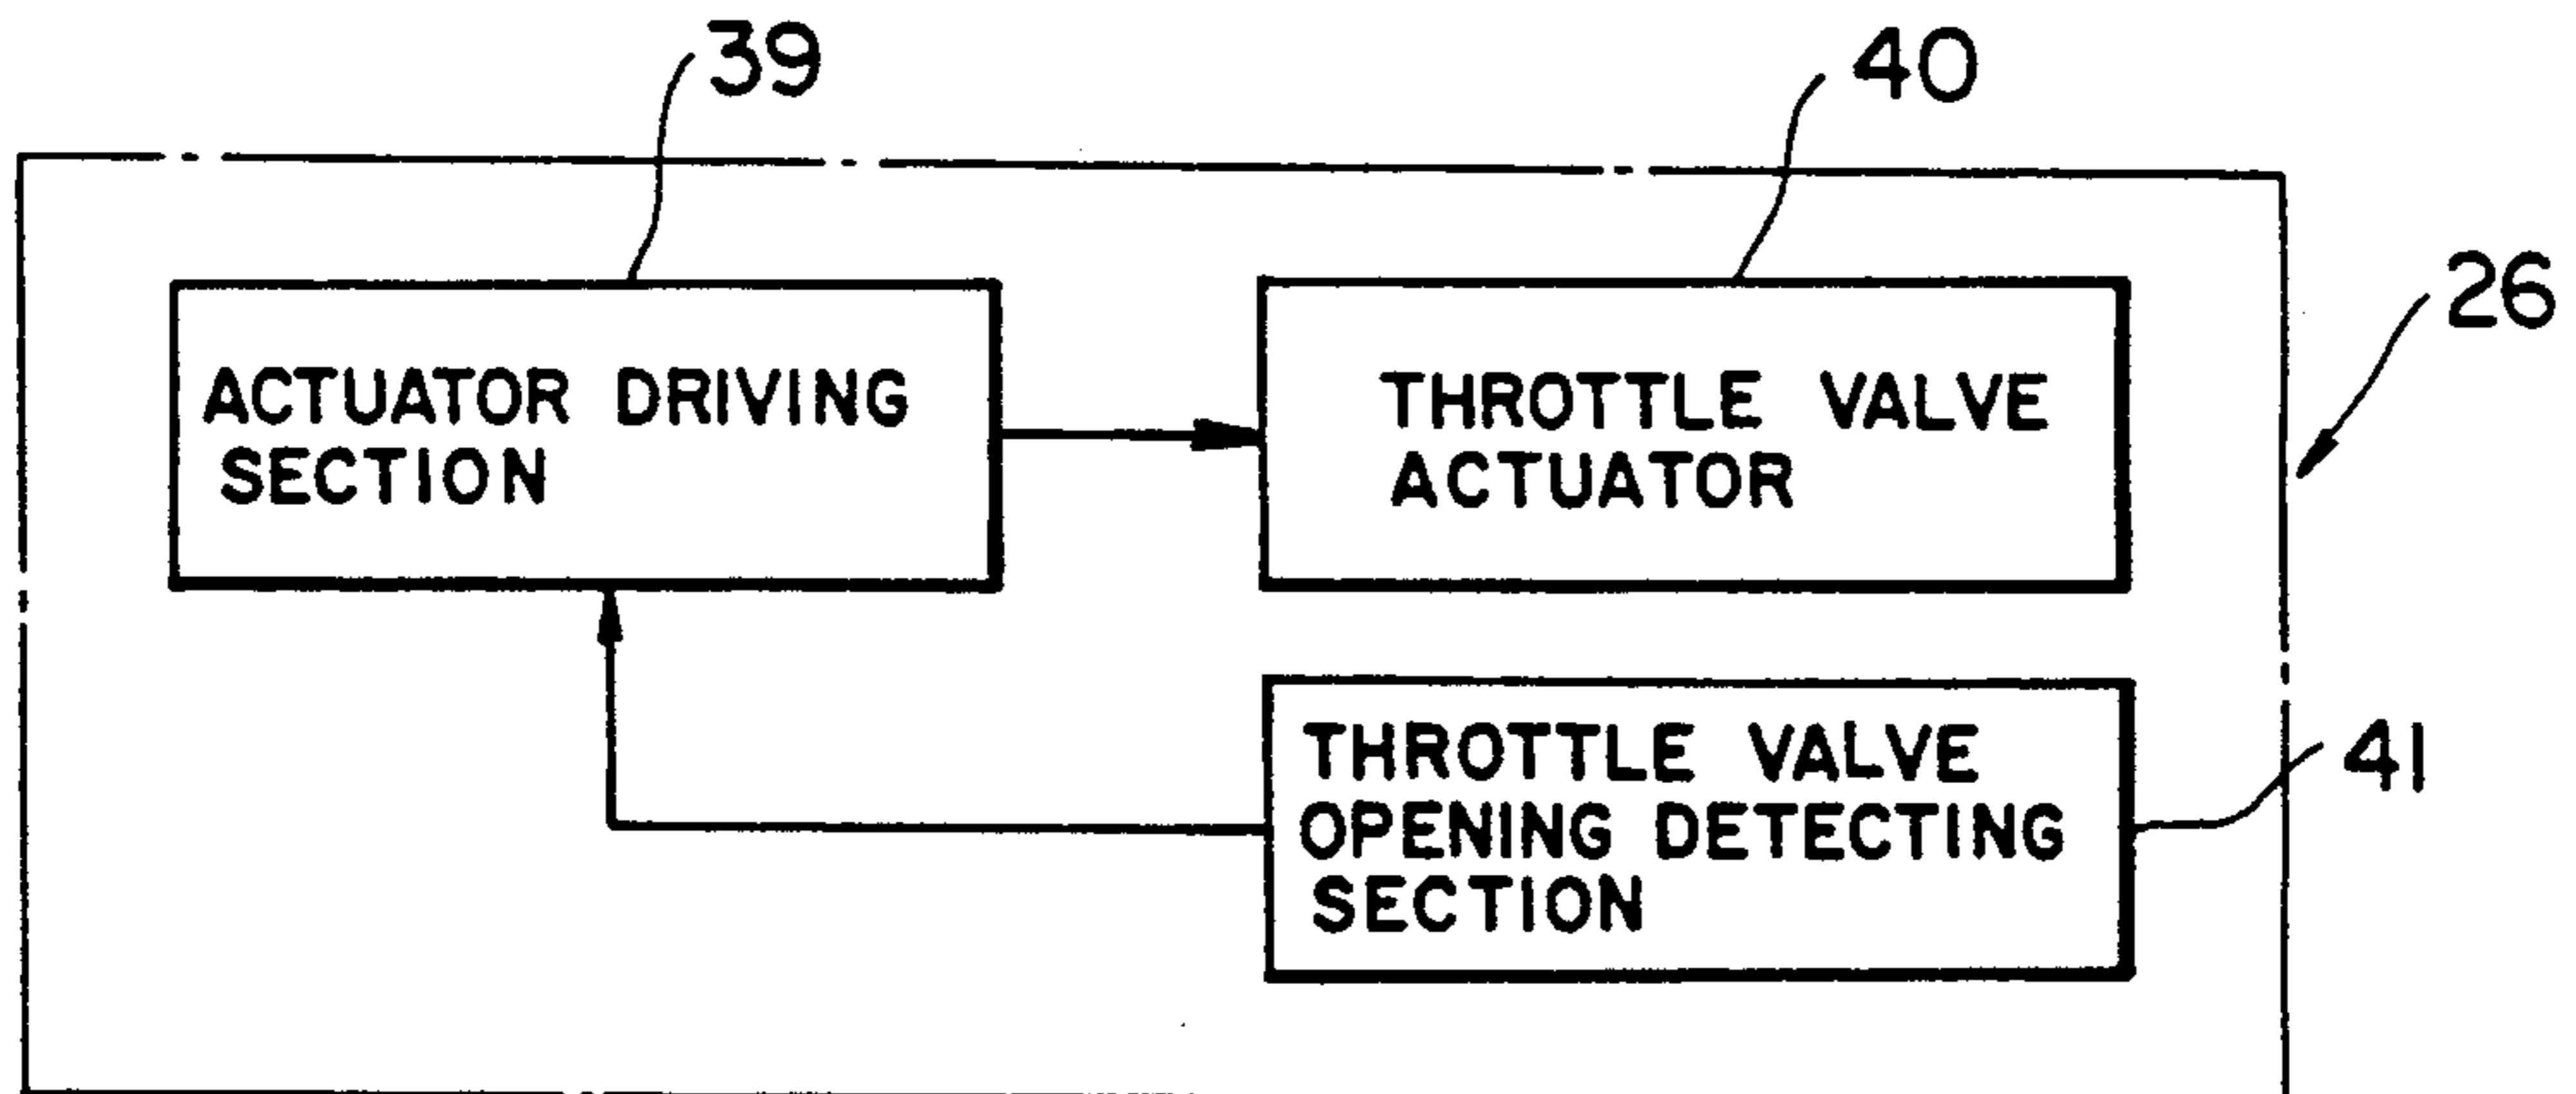 39
40
26
ACTUATOR DRIVING
SECTION
THROTTLE VALVE
ACTUATOR
41
THROTTLE VALVE
OPENING DETECTING
SECTION